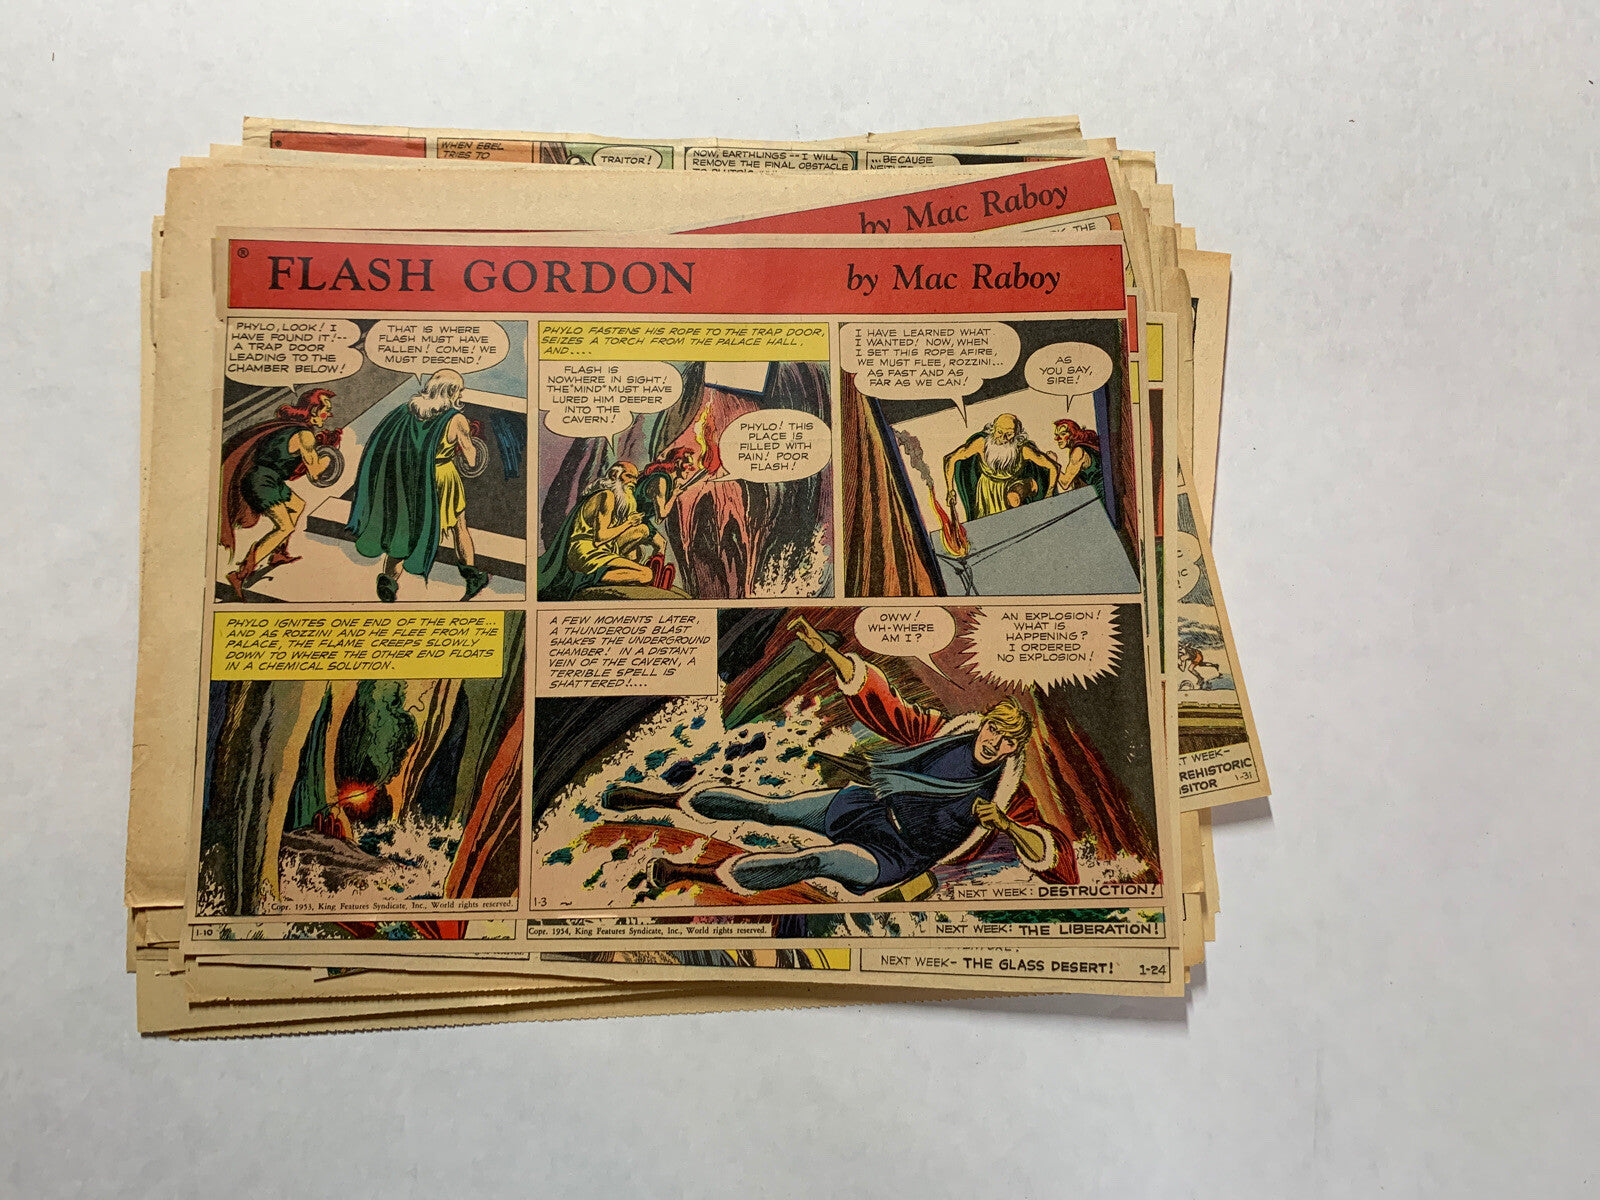 WHEN EBEL
TRIES TO
TRAITOR!
NOW, EARTHLINGS -- I WILL
REMOVE THE FINAL OBSTACLE
...BECAUSE
by Mac Raboy
THE
®
FLASH GORDON
by Mac Raboy
PHYLO, LOOK! I
HAVE FOUND IT!--
A TRAP DOOR
LEADING TO THE
CHAMBER BELOW!
THAT IS WHERE
FLASH MUST HAVE
FALLEN! COME! WE
MUST DESCEND!
PHYLO FASTENS HIS ROPE TO THE TRAP DOOR,
SEIZES A TORCH FROM THE PALACE HALL,
AND....
FLASH IS
NOWHERE IN SIGHT!
THE "MIND" MUST HAVE
LURED HIM DEEPER
INTO THE
CAVERN!
PHYLO! THIS
PLACE IS
FILLED WITH
PAIN! POOR
FLASH!
I HAVE LEARNED WHAT
I WANTED! NOW, WHEN
I SET THIS ROPE AFIRE,
WE MUST FLEE, ROZZINI...
AS FAST AND AS
FAR AS WE CAN!
AS
YOU SAY,
SIRE!
PHYLO IGNITES ONE END OF THE ROPE...
AND AS ROZZINI AND HE FLEE FROM THE
PALACE, THE FLAME CREEPS SLOWLY
DOWN TO WHERE THE OTHER END FLOATS
IN A CHEMICAL SOLUTION.
Copr. 1953, King Features Syndicate, Inc., World rights reserved.
A FEW MOMENTS LATER,
A THUNDEROUS BLAST
SHAKES THE UNDERGROUND
CHAMBER! IN A DISTANT
VEIN OF THE CAVERN, A
TERRIBLE SPELL IS
SHATTERED!....
OWW!
WH-WHERE
AM I?
AN EXPLOSION!
WHAT IS
HAPPENING?
I ORDERED
NO EXPLOSION!
1-3
NEXT WEEK: DESTRUCTION!
1-10
Copr. 1954, King Features Syndicate, Inc., World rights reserved.
NEXT WEEK: THE LIBERATION!
NEXT WEEK- THE GLASS DESERT!
1-24
WEEK-
REHISTORIC
1-31
ISITOR